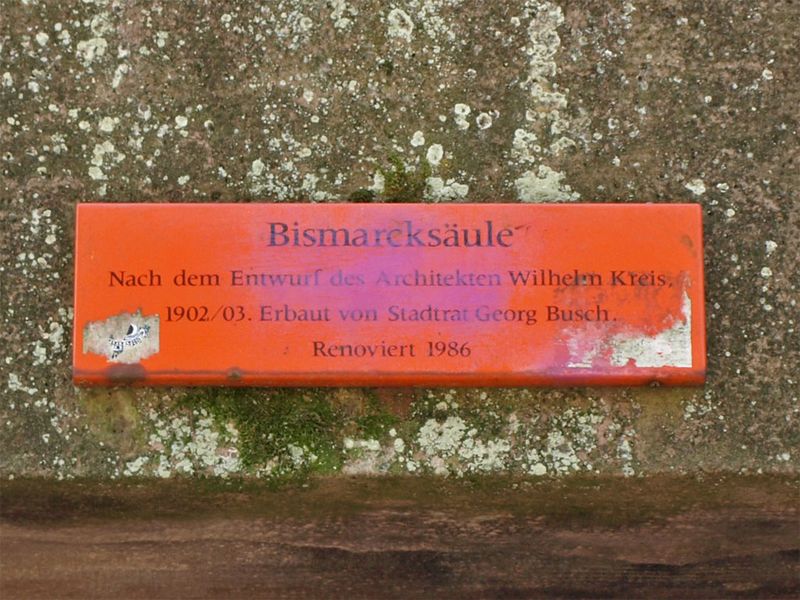 Bismarcksäule
Nach dem Entwurf des Architekten Wilhelm Kreis,
1902/03. Erbaut von Stadtrat Georg Busch.
Renoviert 1986